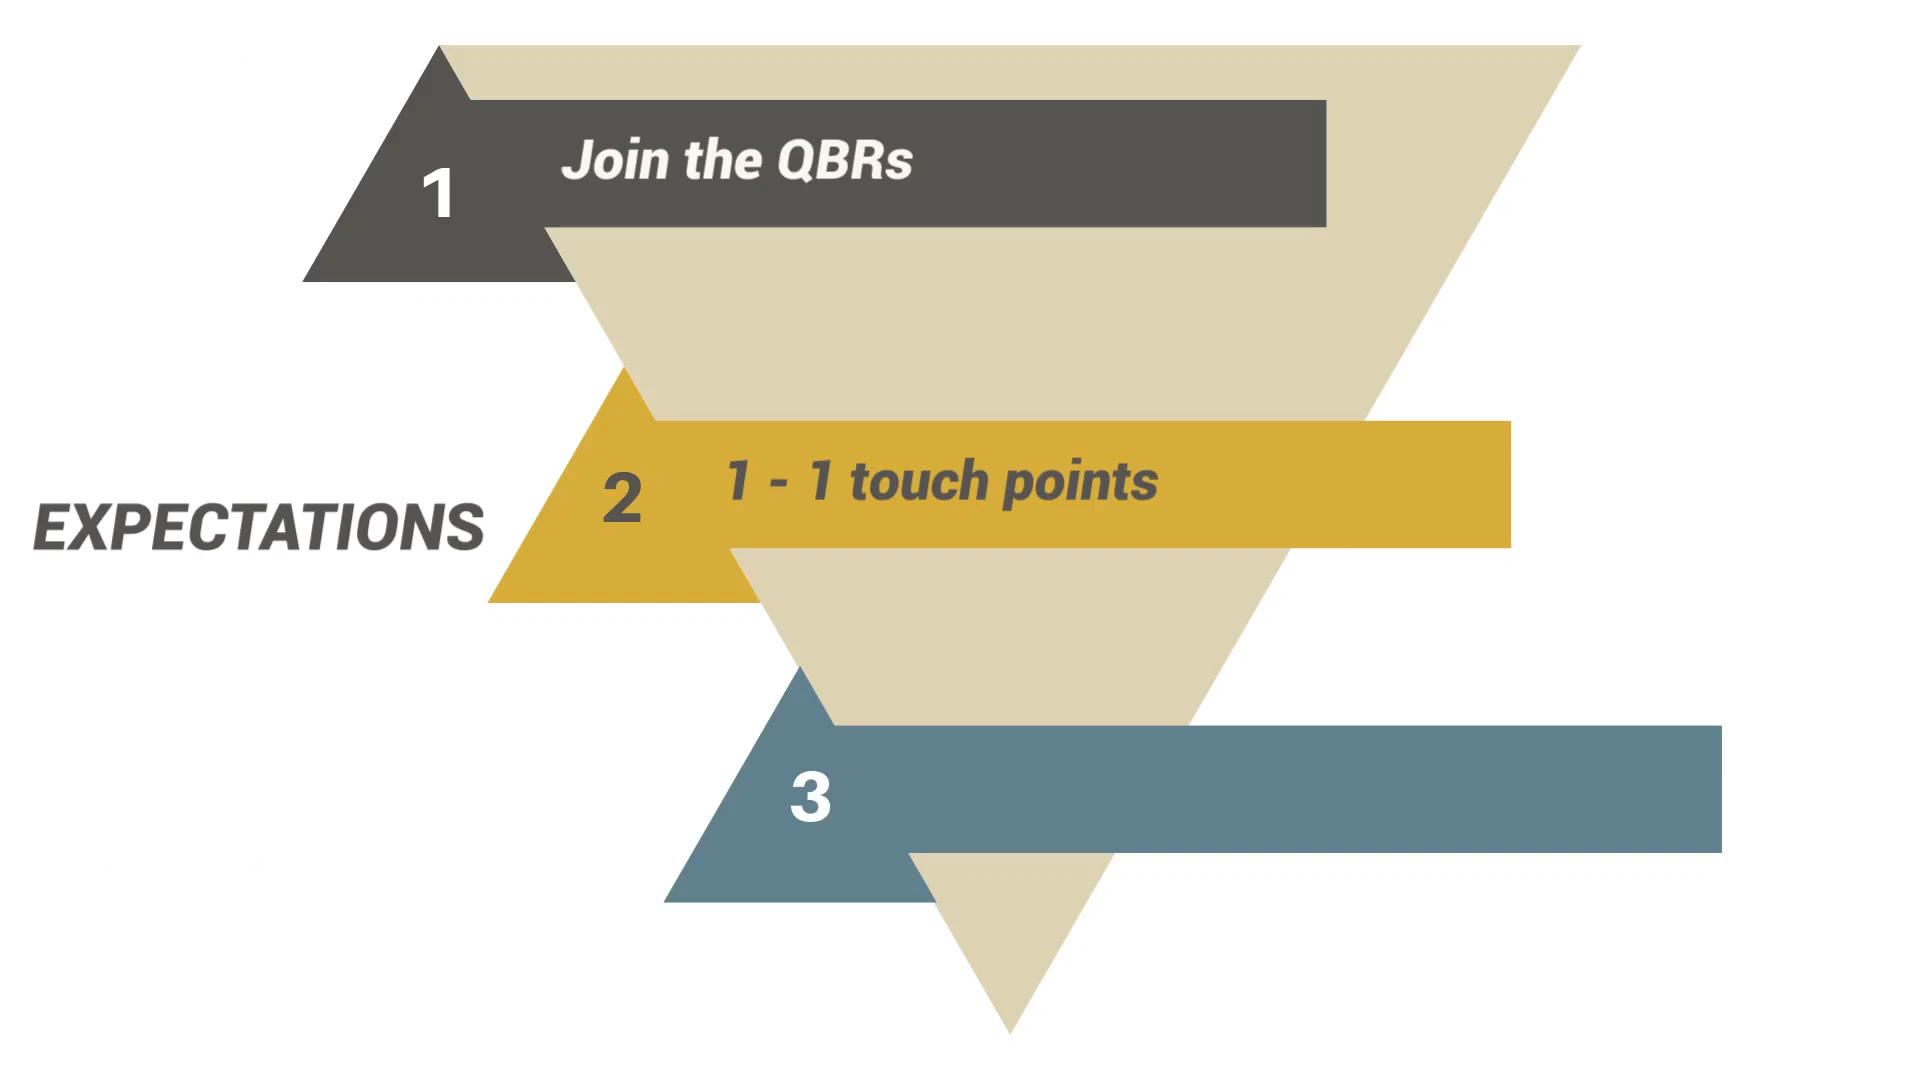 1
Join the QBRs
EXPECTATIONS
2
1 - 1 touch points
3